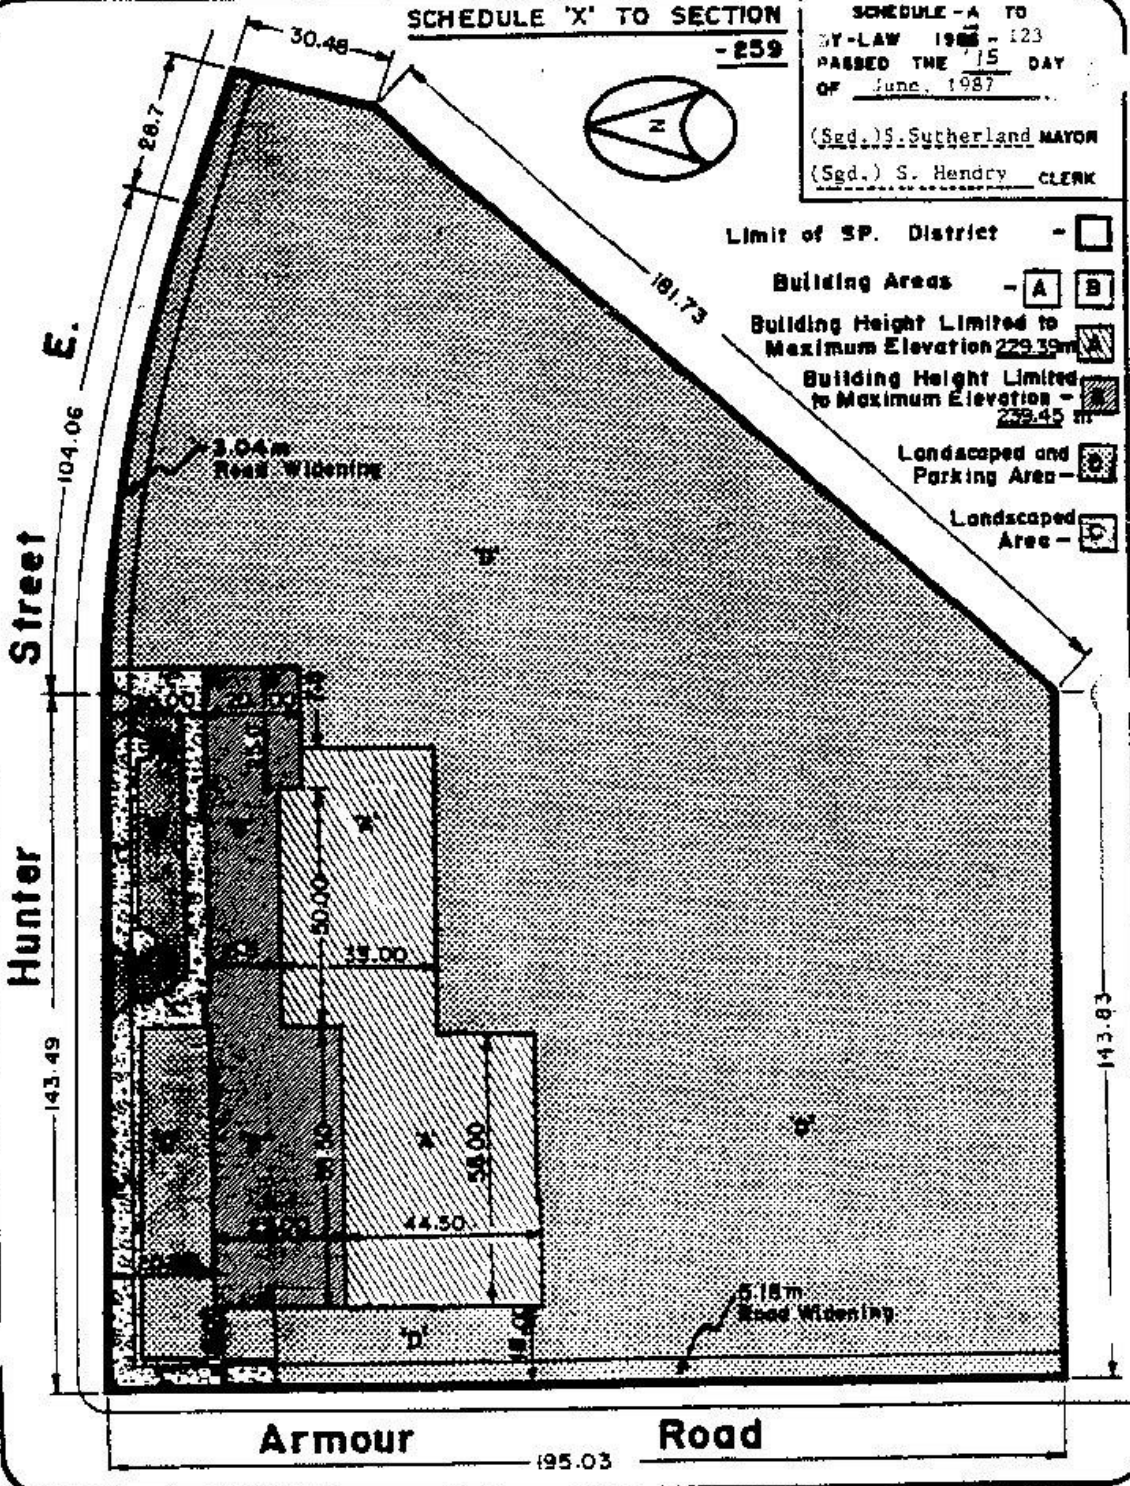 SCHEDULE 'X' TO SECTION
-259
SCHEDULE-A TO
BY-LAW 19 - 123
PASSED THE 15 DAY
OF June, 1987
(Sgd.)S.Sutherland MAYOR
(Sgd.) S. Hendry CLERK
N
Limit of SP. District -
Building Areas - A B
Building Height Limited to
Maximum Elevation 229.39m A
Building Height Limited
to Maximum Elevation -
239.45 m
Landscaped and
Parking Area-
Landscaped
Area-
30.48
28.7
181.73
104.06
3.04m
Road Widening
'D'
Hunter Street E.
143.49
50.00
35.00
'A'
58.00
44.50
'D'
143.83
5.18m
Road Widening
Armour Road
195.03